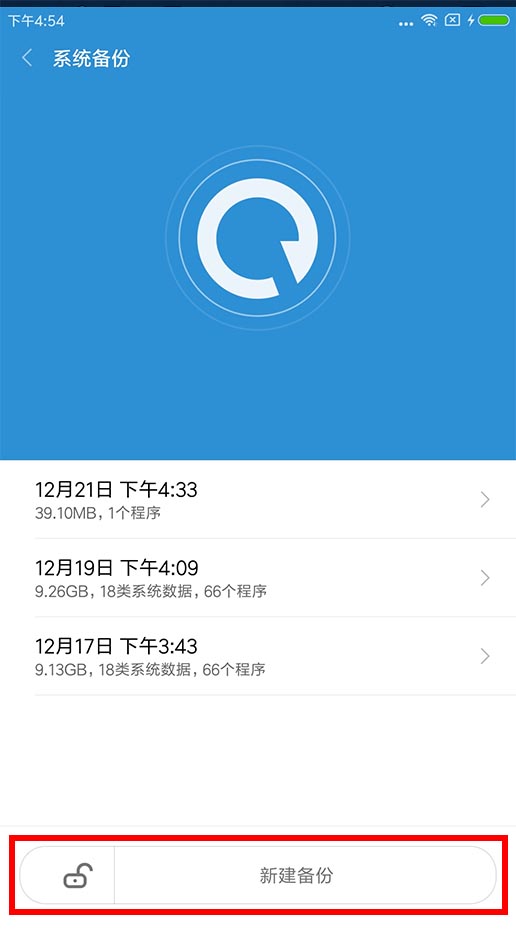 下午4:54
系统备份
12月21日 下午4:33
39.10MB，1个程序
12月19日 下午4:09
9.26GB，18类系统数据，66个程序
12月17日 下午3:43
9.13GB，18类系统数据，66个程序
新建备份